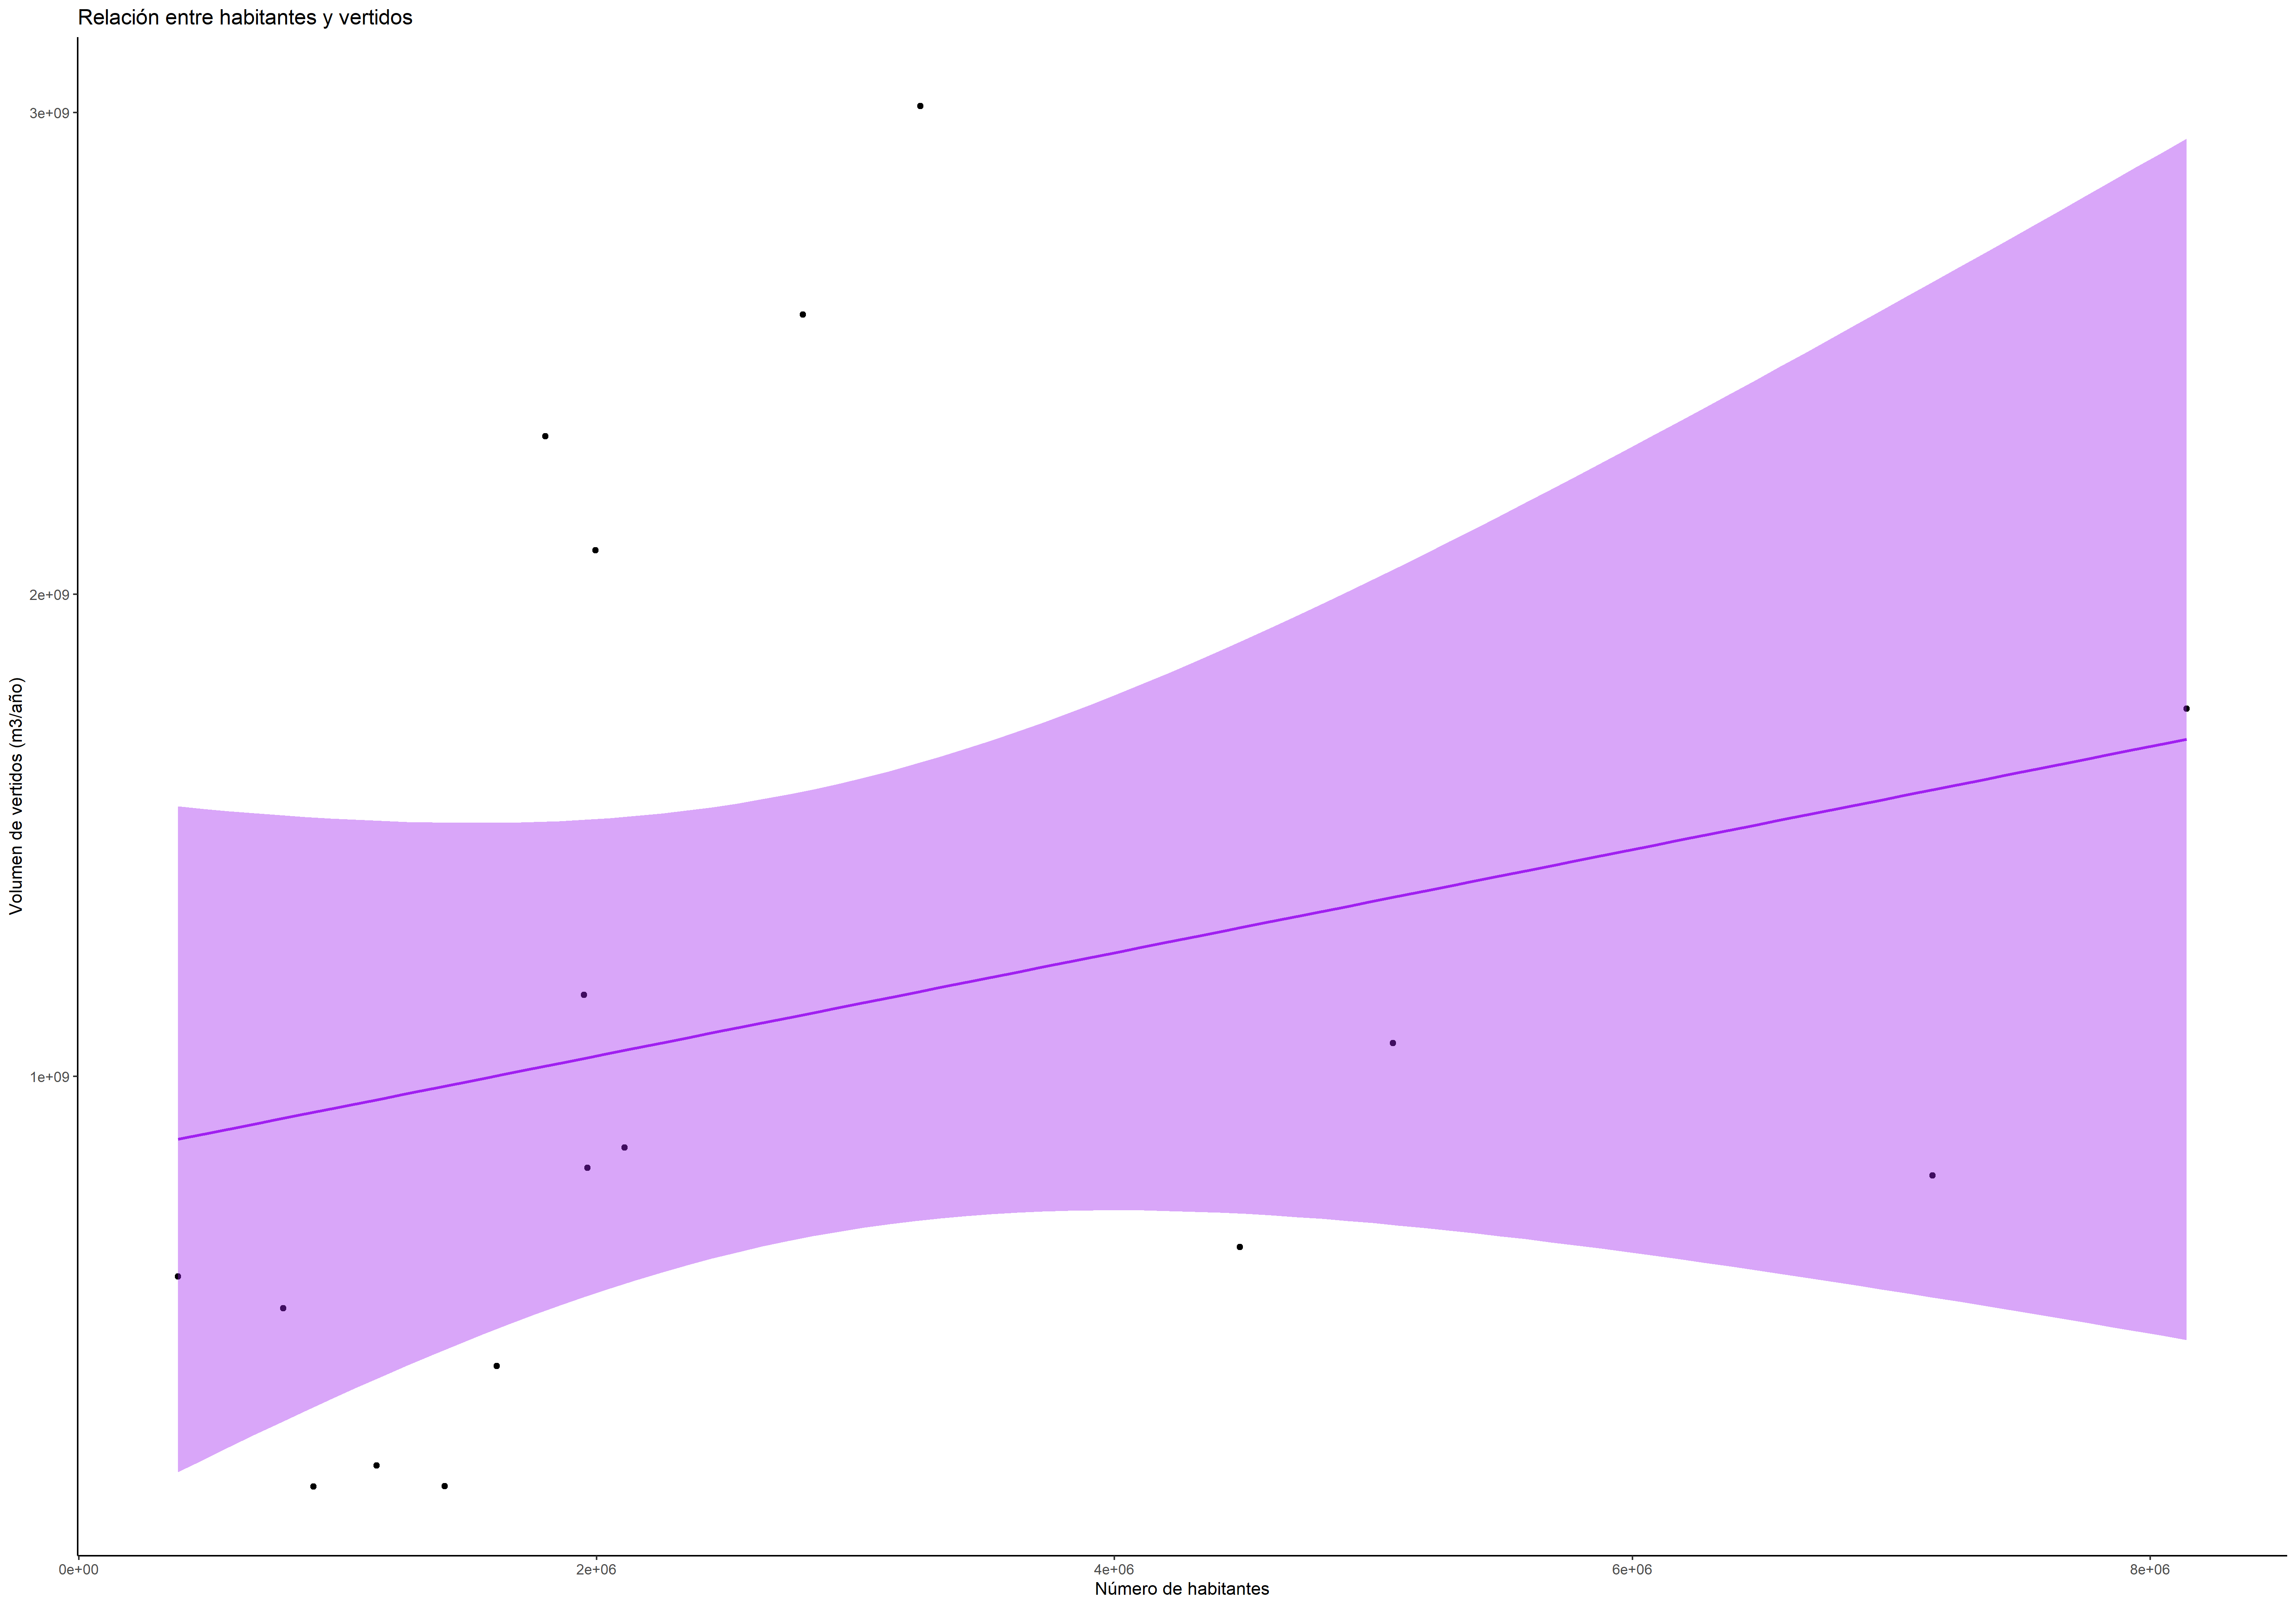 Relación entre habitantes y vertidos
3e+09
2e+09
1e+09
Volumen de vertidos (m3/año)
0e+00
2e+06
4e+06
6e+06
8e+06
Número de habitantes